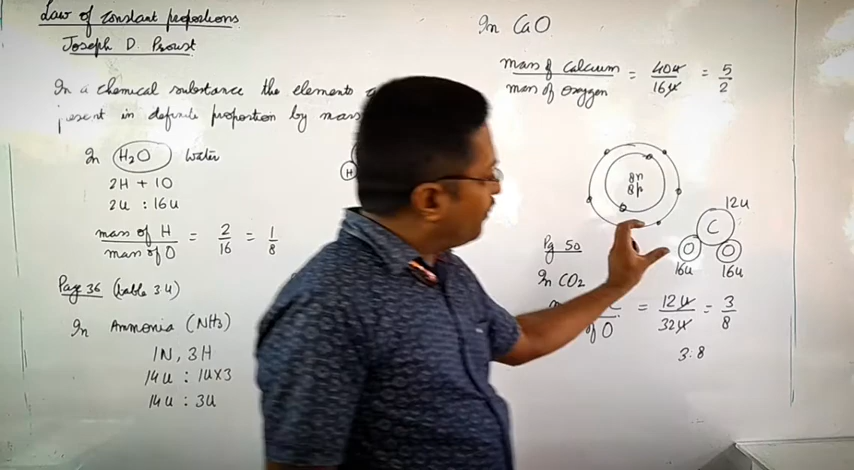 Law of constant proportions
Joseph D. Proust
In a chemical substance the elements
present in definite proportion by mass
In H2O water
2H + 1O
2u : 16u
mass of H / mass of O = 2/16 = 1/8
Page 36 (table 3.4)
In Ammonia (NH3)
1N, 3H
14u : 1u×3
14u : 3u
H
In CaO
mass of calcium / mass of oxygen = 40u/16u = 5/2
8n
8p
12u
C
O O
16u 16u
Pg 50
In CO2
of O = 12u/32u = 3/8
3:8